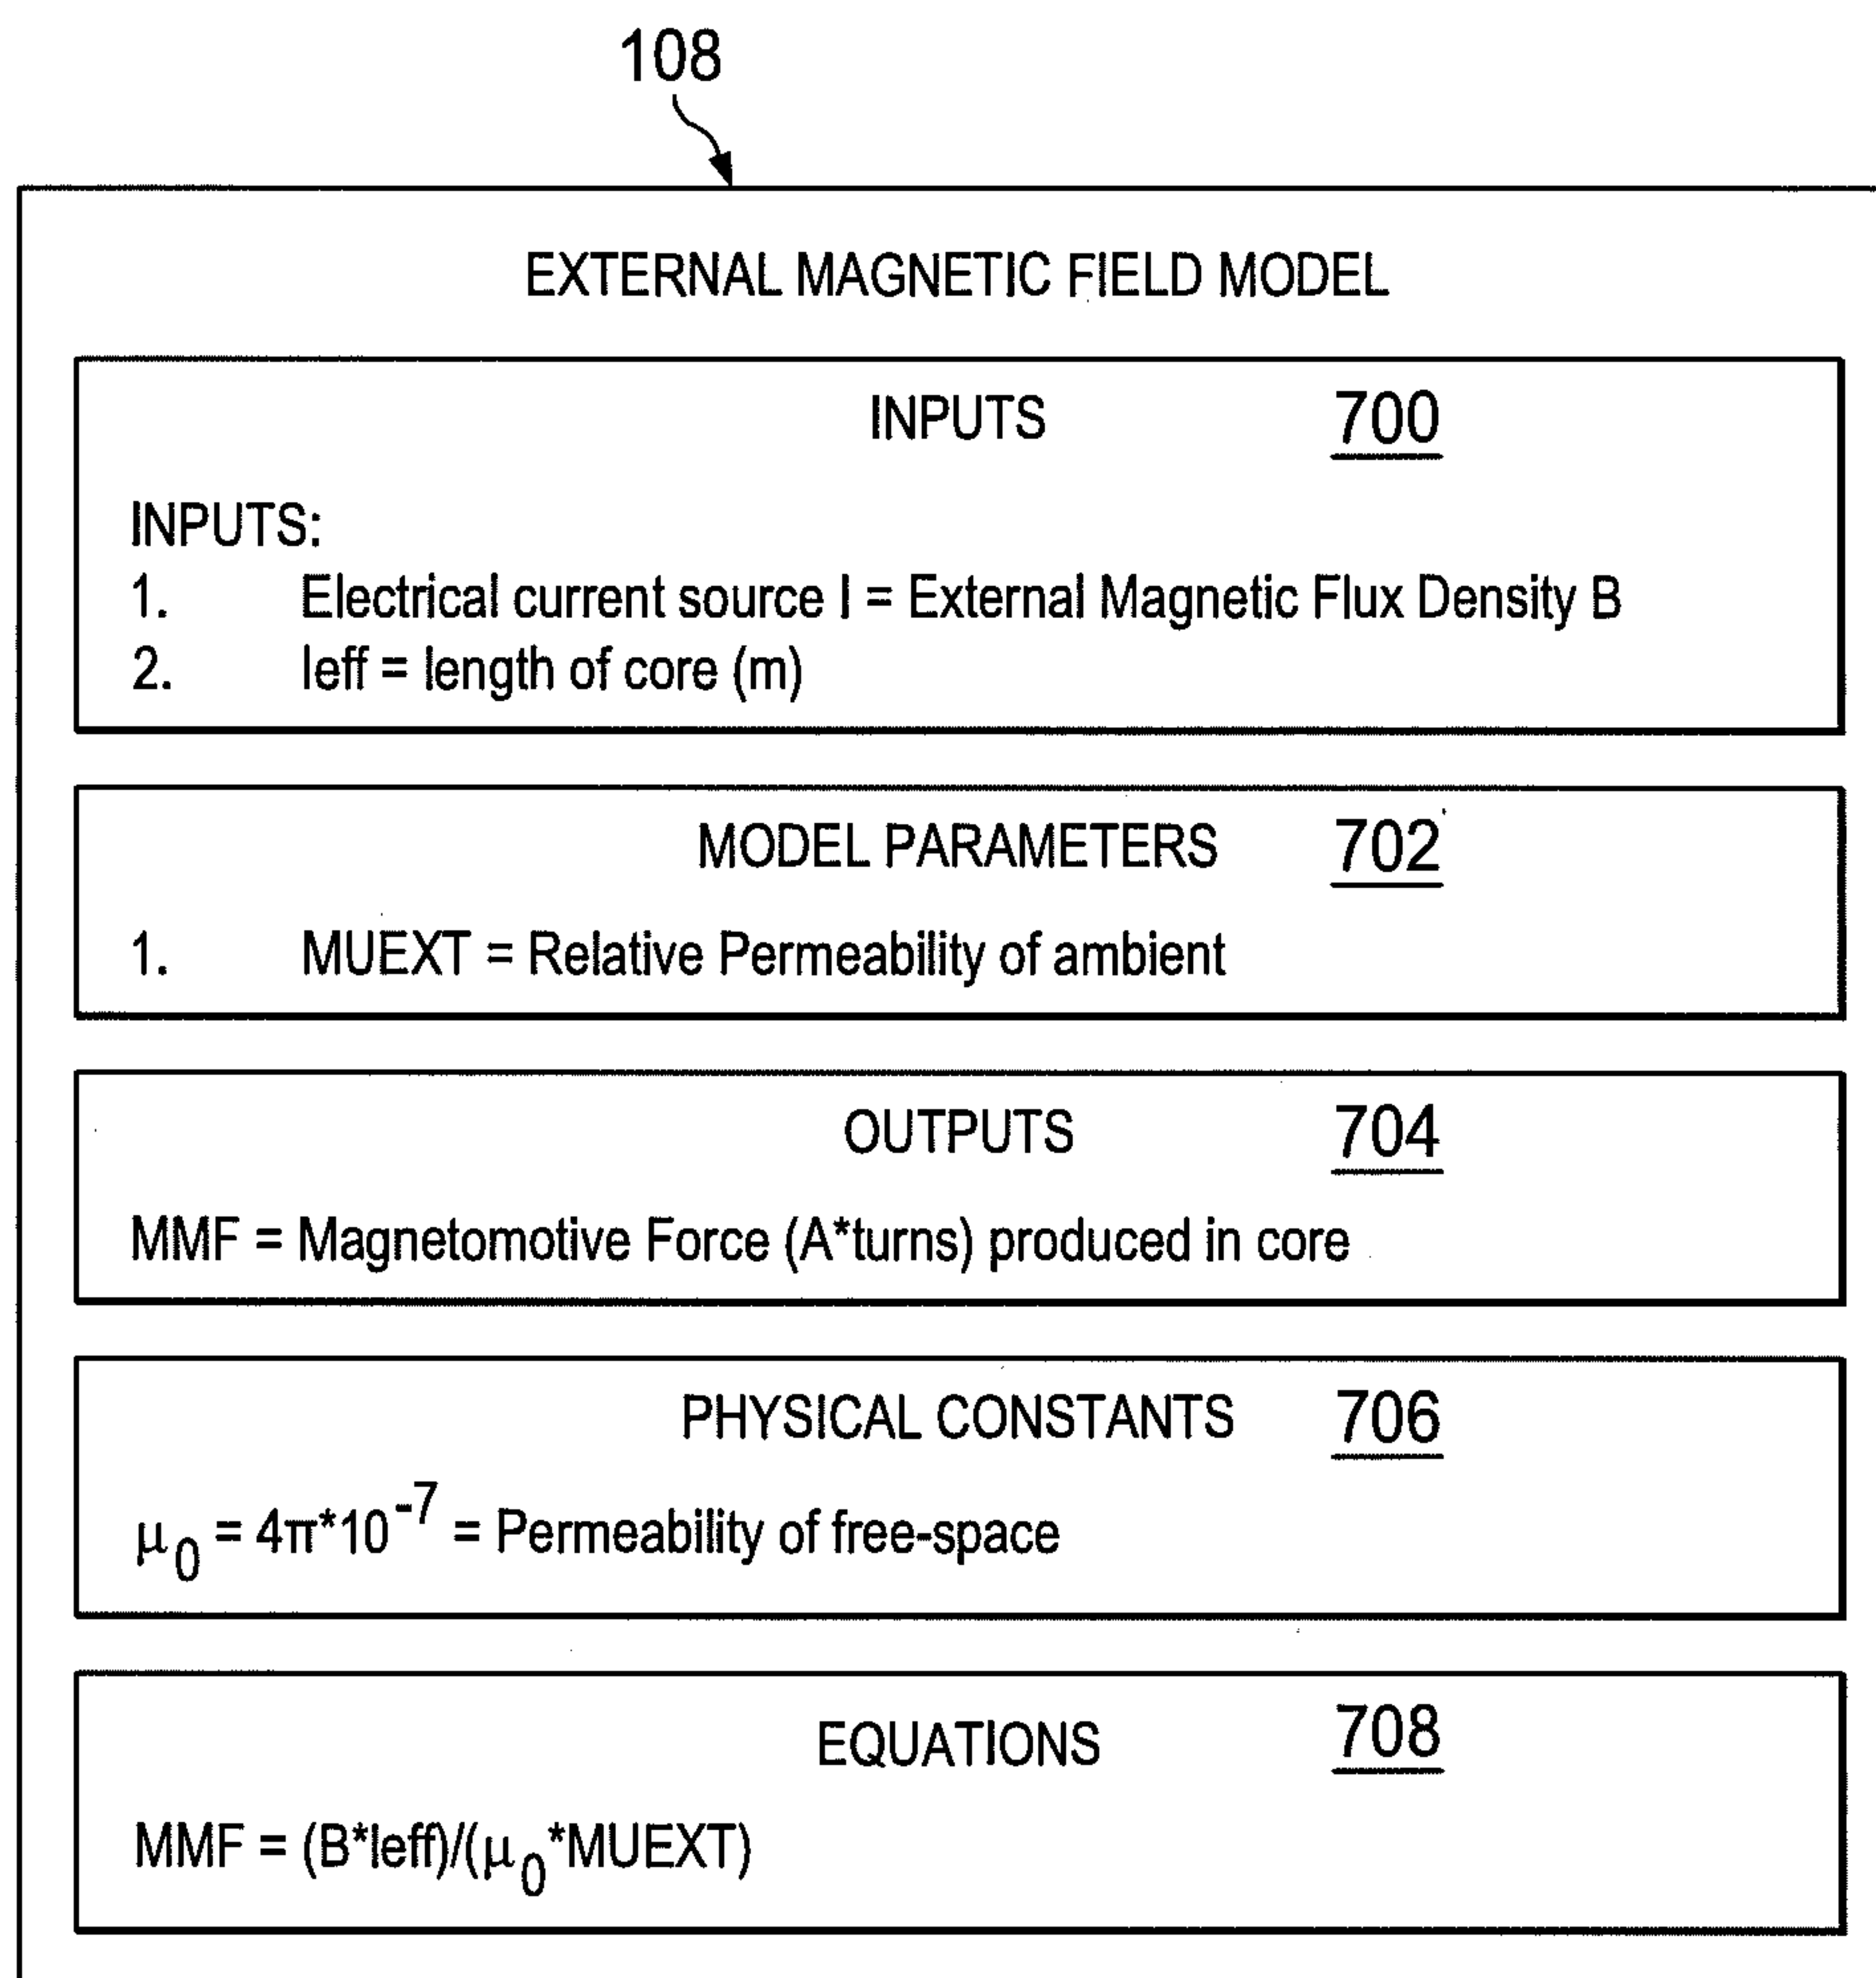 108
EXTERNAL MAGNETIC FIELD MODEL
INPUTS 700
INPUTS:
1. Electrical current source I = External Magnetic Flux Density B
2. leff = length of core (m)
MODEL PARAMETERS 702
1. MUEXT = Relative Permeability of ambient
OUTPUTS 704
MMF = Magnetomotive Force (A*turns) produced in core
PHYSICAL CONSTANTS 706
μ₀ = 4π*10⁻⁷ = Permeability of free-space
EQUATIONS 708
MMF = (B*leff)/(μ₀*MUEXT)